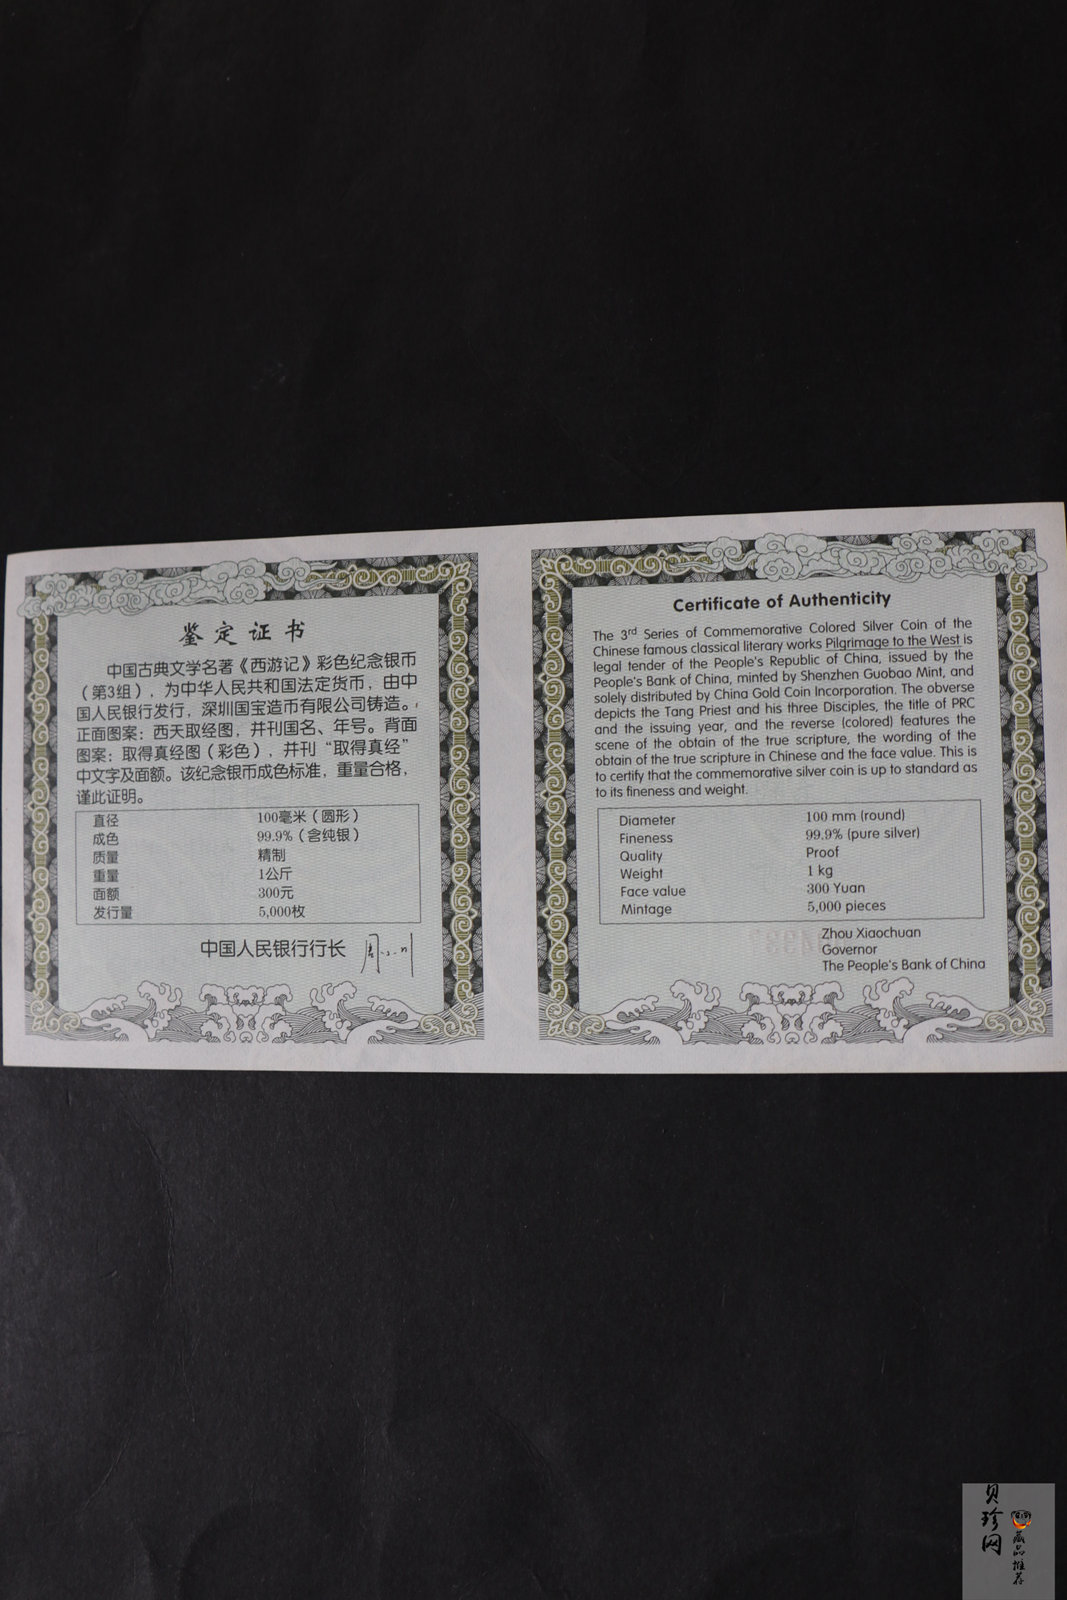 鉴定证书
中国古典文学名著《西游记》彩色纪念银币
（第3组），为中华人民共和国法定货币，由中
国人民银行发行，深圳国宝造币有限公司铸造。
正面图案：西天取经图，并刊国名、年号。背面
图案：取得真经图（彩色），并刊“取得真经”
中文字及面额。该纪念银币成色标准，重量合格，
谨此证明。
直径 100毫米（圆形）
成色 99.9%（含纯银）
质量 精制
重量 1公斤
面额 300元
发行量 5,000枚
中国人民银行行长
Certificate of Authenticity
The 3rd Series of Commemorative Colored Silver Coin of the
Chinese famous classical literary works Pilgrimage to the West is
legal tender of the People's Republic of China, issued by the
People's Bank of China, minted by Shenzhen Guobao Mint, and
solely distributed by China Gold Coin Incorporation. The obverse
depicts the Tang Priest and his three Disciples, the title of PRC
and the issuing year, and the reverse (colored) features the
scene of the obtain of the true scripture, the wording of the
obtain of the true scripture in Chinese and the face value. This is
to certify that the commemorative silver coin is up to standard as
to its fineness and weight.
Diameter 100 mm (round)
Fineness 99.9% (pure silver)
Quality Proof
Weight 1 kg
Face value 300 Yuan
Mintage 5,000 pieces
Zhou Xiaochuan
Governor
The People's Bank of China
贝珍网
藏品推荐